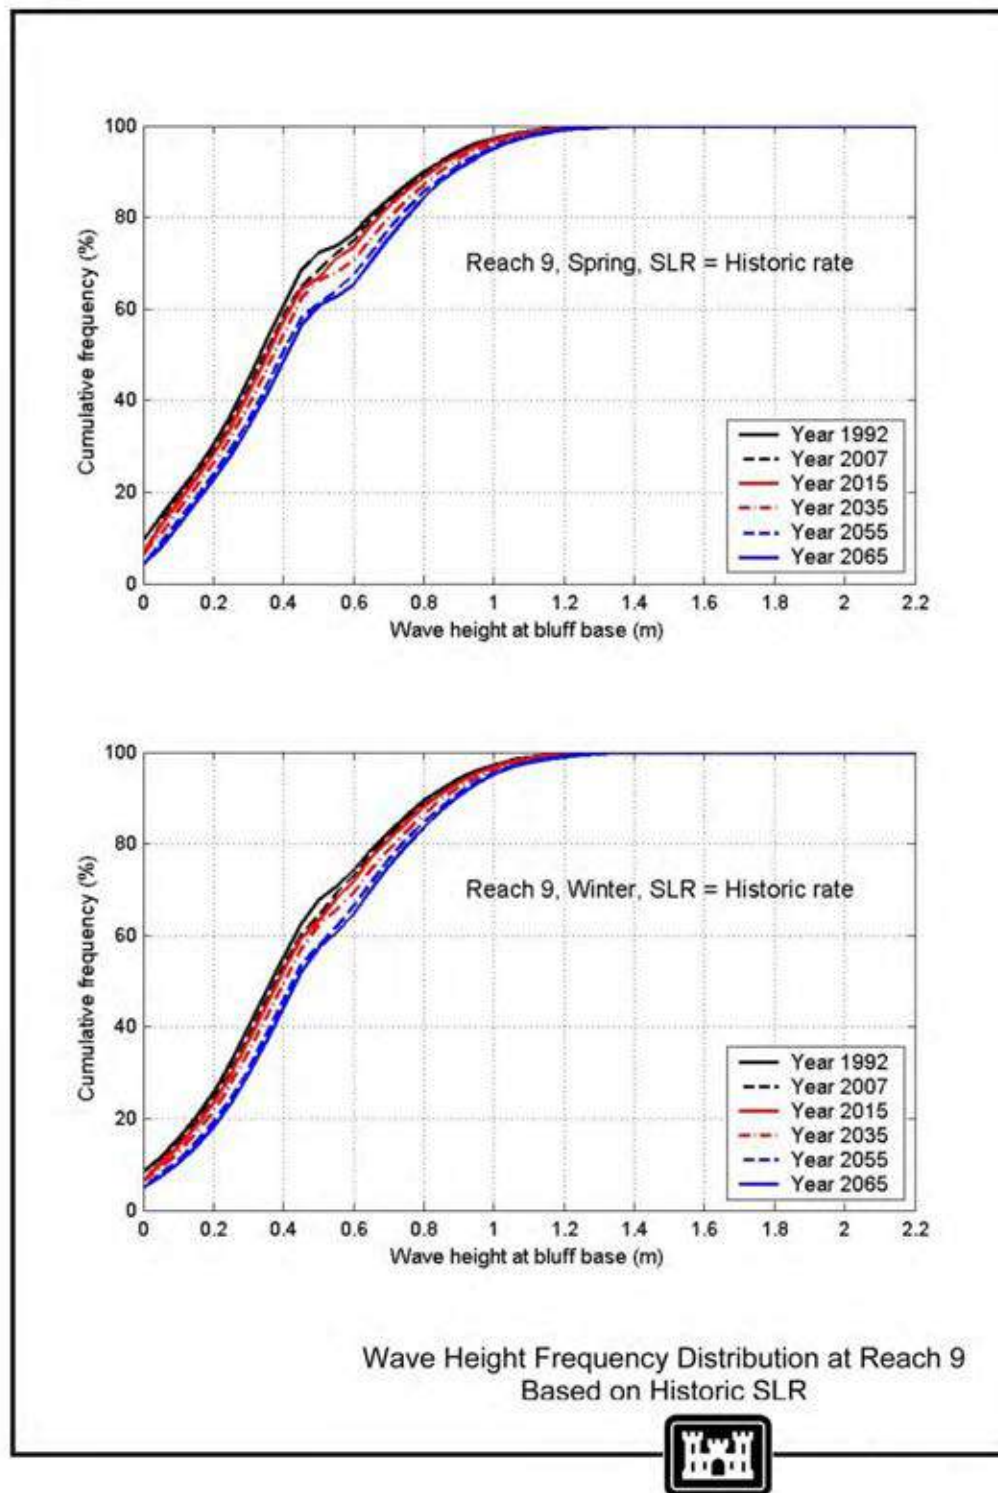 100
80
60
40
20
0
Cumulative frequency (%)
Reach 9, Spring, SLR = Historic rate
Year 1992
Year 2007
Year 2015
Year 2035
Year 2055
Year 2065
0 0.2 0.4 0.6 0.8 1 1.2 1.4 1.6 1.8 2 2.2
Wave height at bluff base (m)
100
80
60
40
20
0
Cumulative frequency (%)
Reach 9, Winter, SLR = Historic rate
Year 1992
Year 2007
Year 2015
Year 2035
Year 2055
Year 2065
0 0.2 0.4 0.6 0.8 1 1.2 1.4 1.6 1.8 2 2.2
Wave height at bluff base (m)
Wave Height Frequency Distribution at Reach 9
Based on Historic SLR